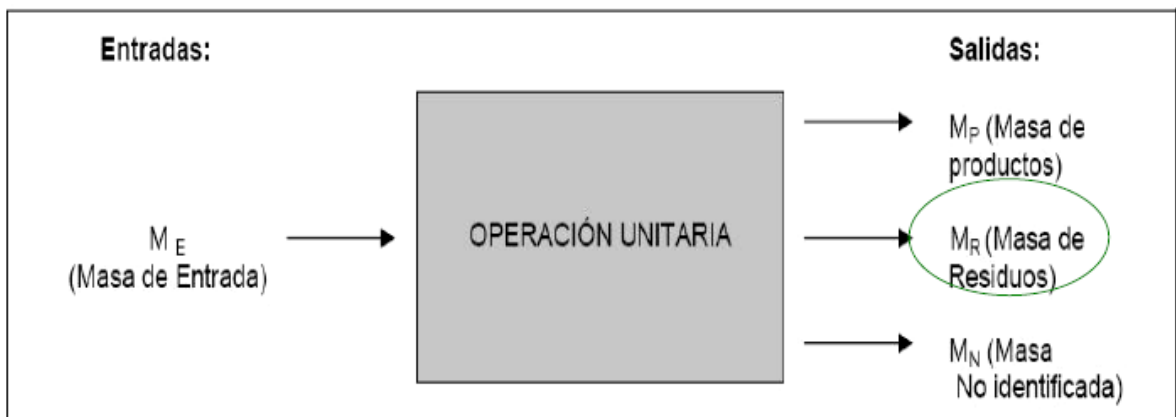 Entradas:
Salidas:
M E
(Masa de Entrada)
OPERACIÓN UNITARIA
MP (Masa de
productos)
MR (Masa de
Residuos)
MN (Masa
No identificada)